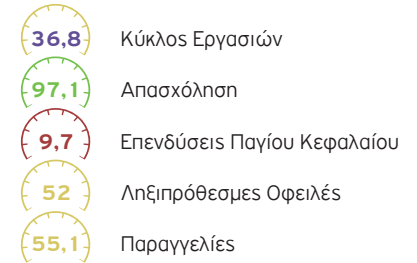 36,8 Κύκλος Εργασιών
97,1 Απασχόληση
9,7 Επενδύσεις Παγίου Κεφαλαίου
52 Ληξιπρόθεσμες Οφειλές
55,1 Παραγγελίες